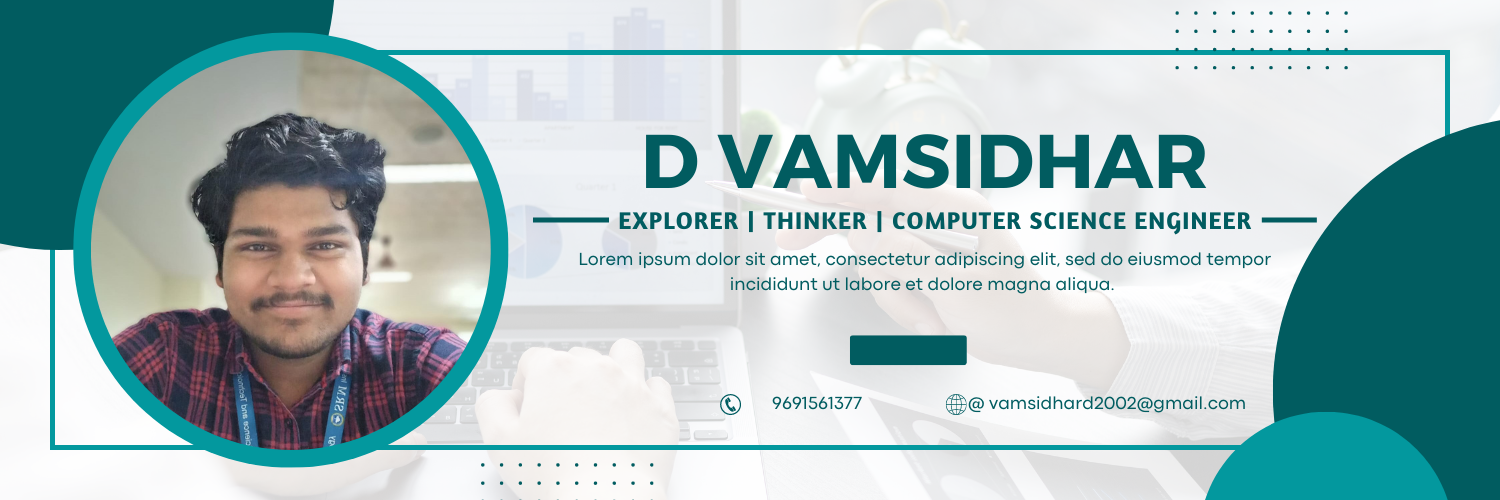 D VAMSIDHAR
EXPLORER | THINKER | COMPUTER SCIENCE ENGINEER
Lorem ipsum dolor sit amet, consectetur adipiscing elit, sed do eiusmod tempor
incididunt ut labore et dolore magna aliqua.
9691561377
@ vamsidhard2002@gmail.com
SRM